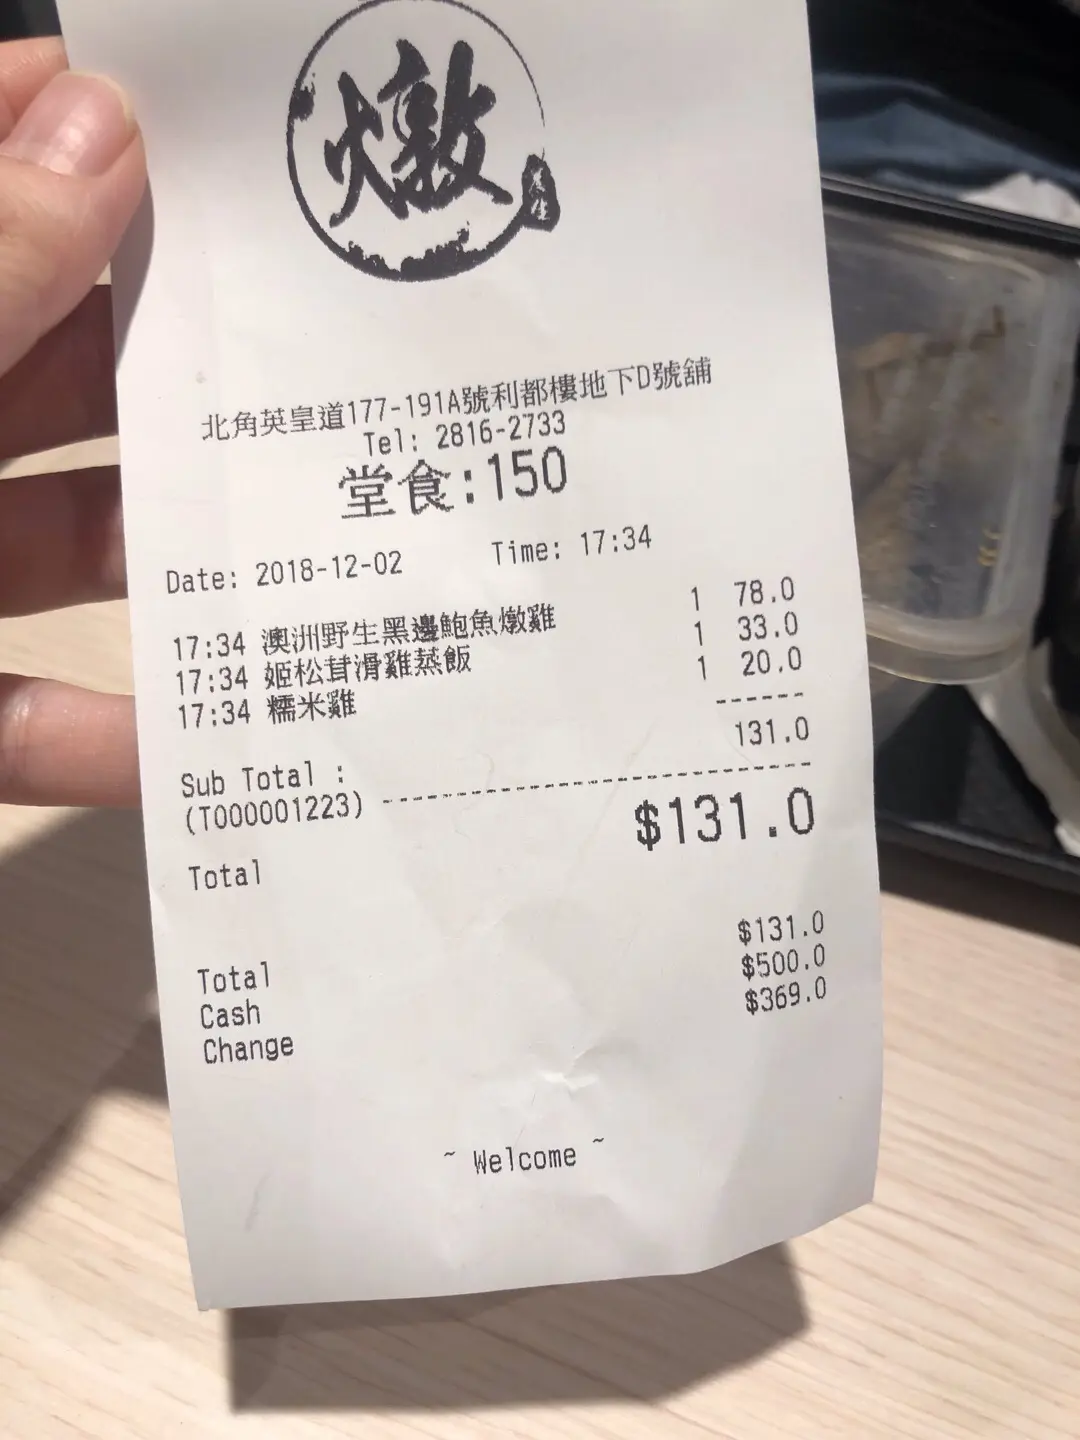 燉
養生
北角英皇道177-191A號利都樓地下D號舖
Tel: 2816-2733
堂食:150
Date: 2018-12-02 Time: 17:34
17:34 澳洲野生黑邊鮑魚燉雞 1 78.0
17:34 姬松茸滑雞蒸飯 1 33.0
17:34 糯米雞 1 20.0
------
Sub Total : 131.0
(T000001223)
Total $131.0
Total $131.0
Cash $500.0
Change $369.0
~ Welcome ~